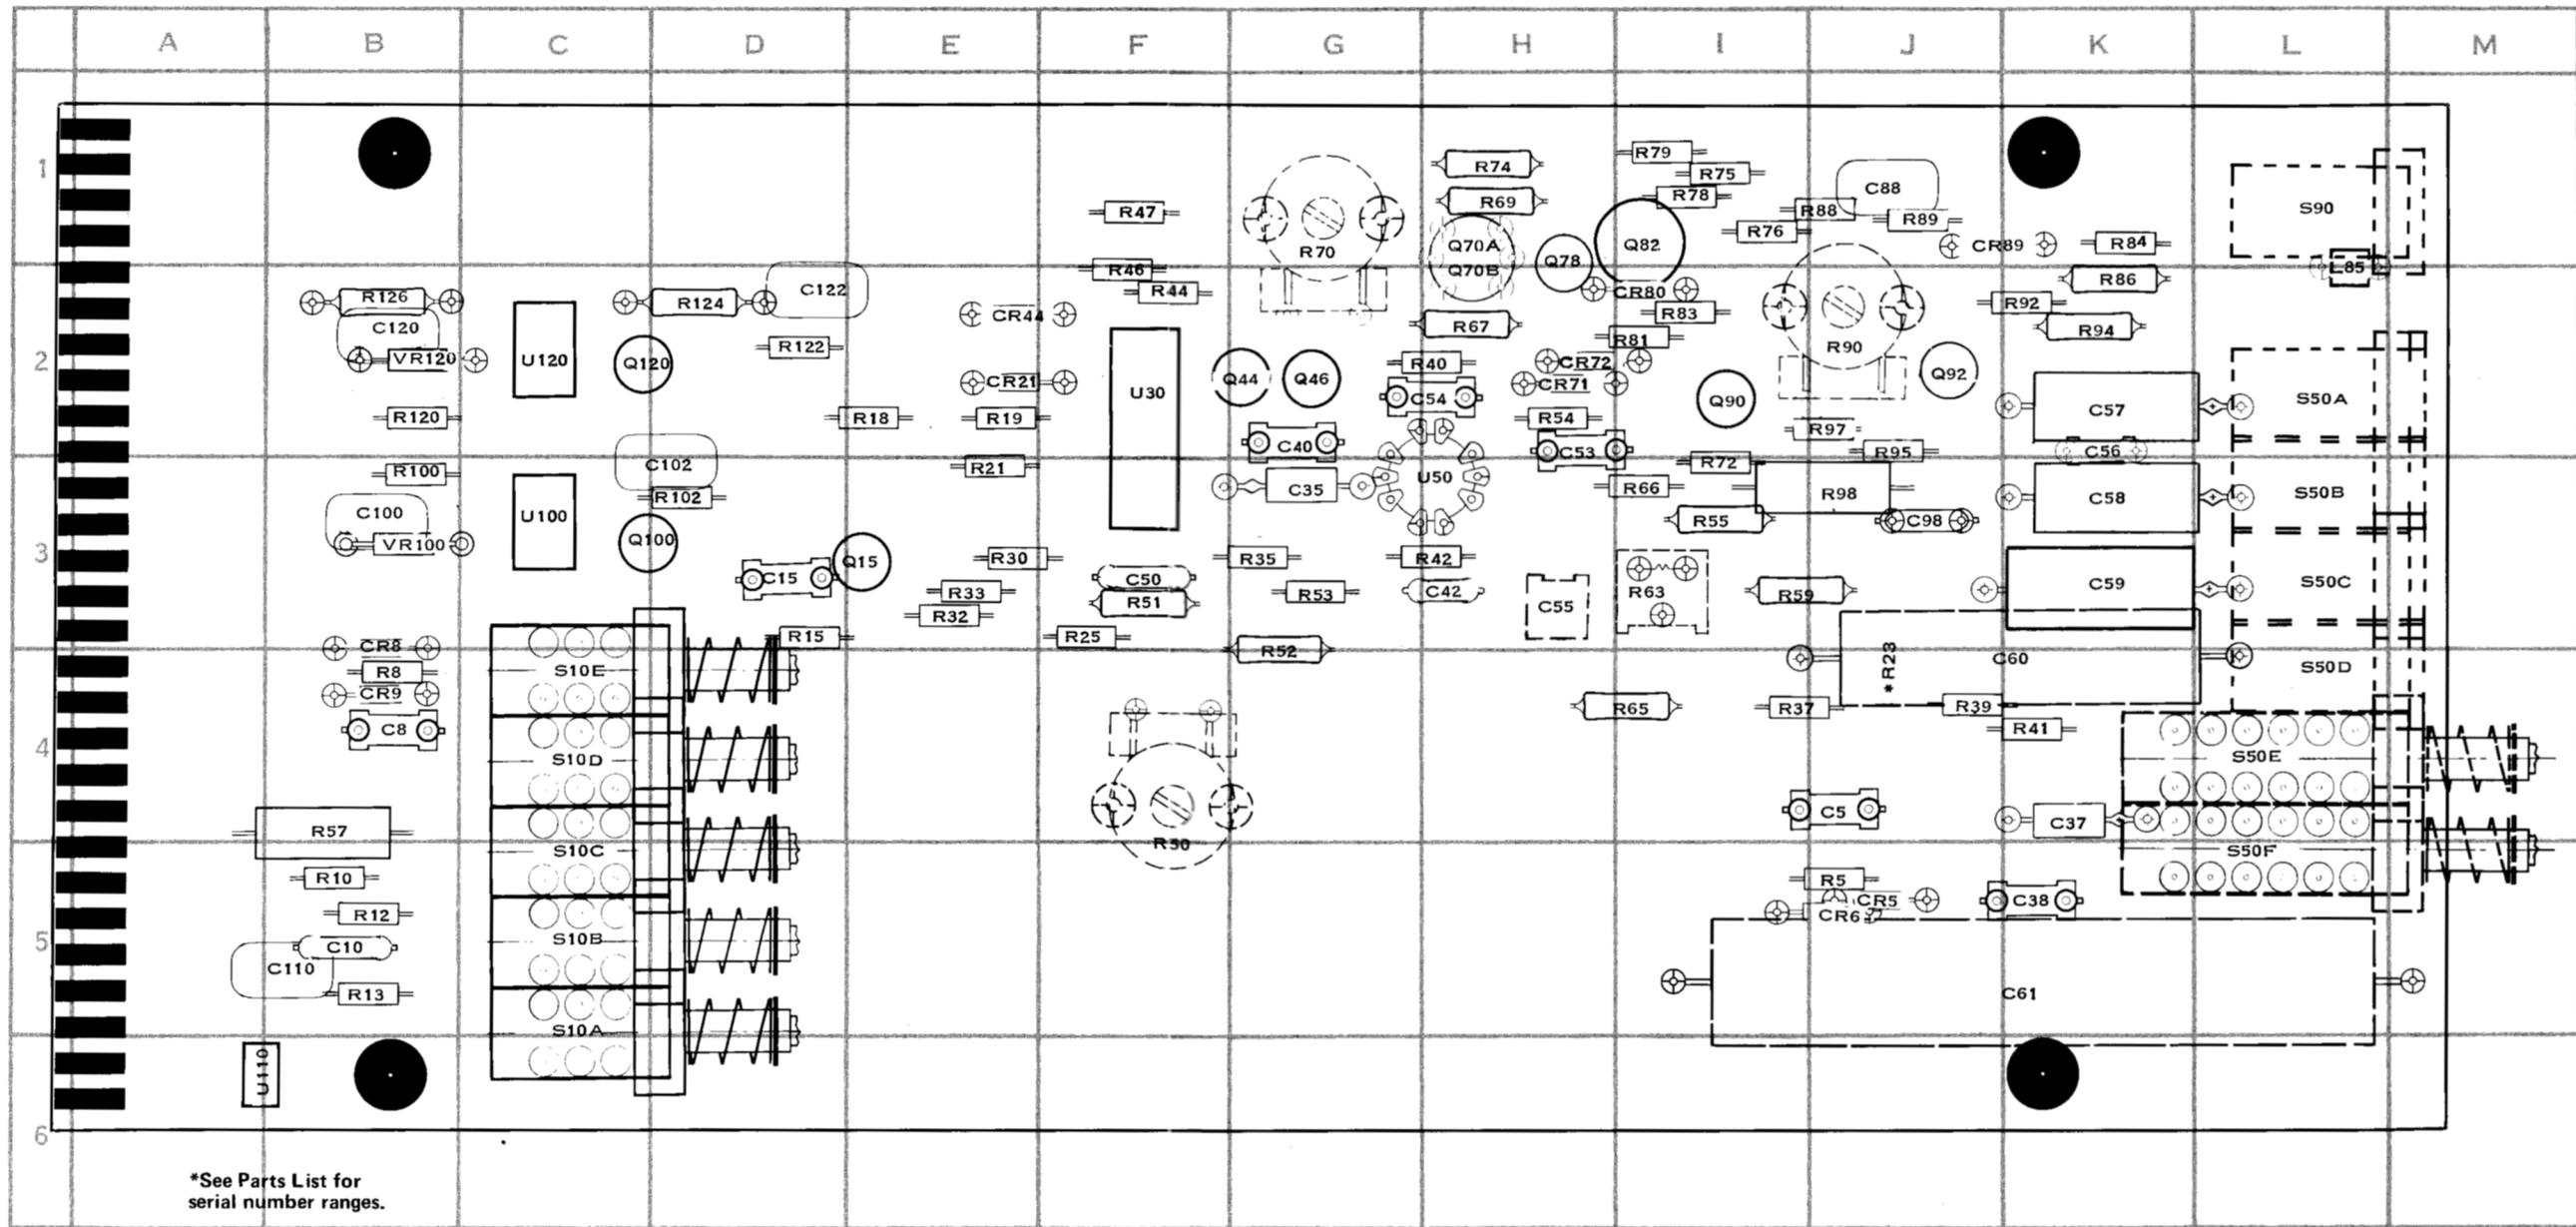 A B C D E F G H I J K L M
1
R79
R74 R75
R78 C88
R69
R47 R88 R89 S90
R76
R70 Q70A Q82 CR89 R84
Q78
R46 Q70B L85
C122 R44 CR80 R86
R126 R124 R92
CR44 R83
C120 R67 R94
R81
R122 R90
2 VR120 U120 Q120 R40 CR72
CR21 Q44 Q46 CR71 Q92
U30 C54 S50A
Q90 C57
R120 R18 R19 R54
R97
C40 C53 R95 C56
C102 R21 R72
R100 U50
R102 C35 R66 R98 C58 S50B
C100 U100 R55 C98
VR100 Q100
3 Q15 R30 R35 R42
C15 C50 C59 S50C
R33 R53 C42 R63 R59
R51 C55
R32
R15 R25
CR8 R52
R8 S10E *R23 C60 S50D
CR9
R65 R37 R39
C8 R41
4 S10D S50E
C5
R57 C37
R50
S10C S50F
R10 R5
R12 CR5 C38
CR6
5 C10 S10B
C110
R13 C61
S10A
U110
6
*See Parts List for
serial number ranges.